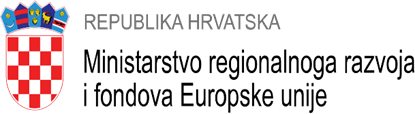 REPUBLIKA HRVATSKA
Ministarstvo regionalnoga razvoja
i fondova Europske unije